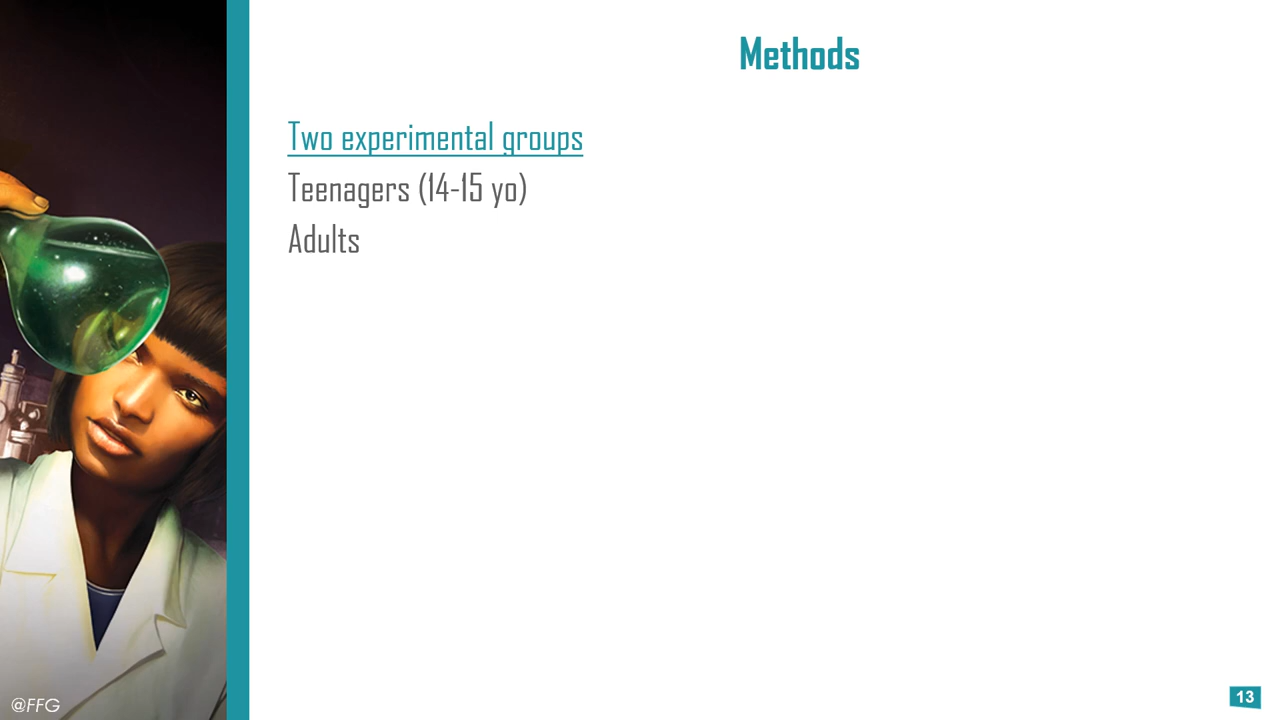 Methods
Two experimental groups
Teenagers (14-15 yo)
Adults
@FFG
13